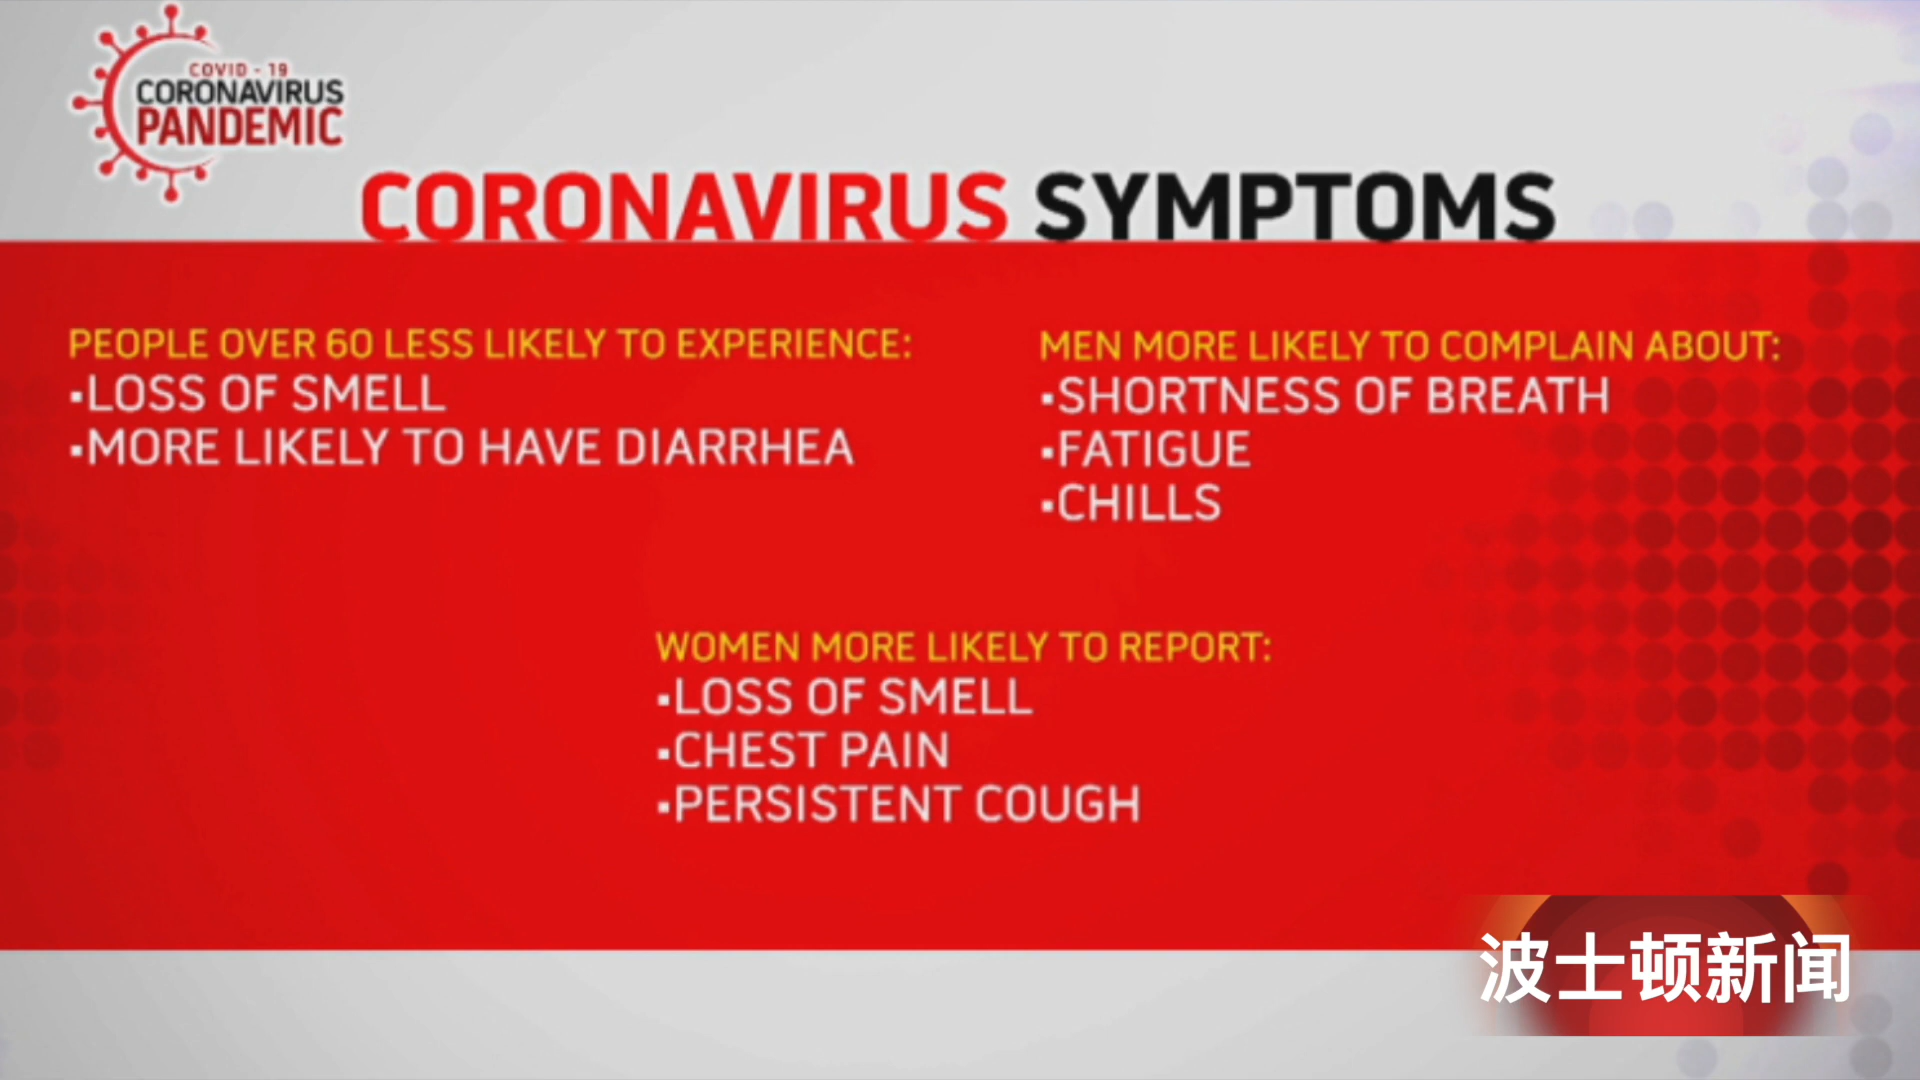 COVID - 19
CORONAVIRUS
PANDEMIC
CORONAVIRUS SYMPTOMS
PEOPLE OVER 60 LESS LIKELY TO EXPERIENCE:
▪LOSS OF SMELL
▪MORE LIKELY TO HAVE DIARRHEA
MEN MORE LIKELY TO COMPLAIN ABOUT:
▪SHORTNESS OF BREATH
▪FATIGUE
▪CHILLS
WOMEN MORE LIKELY TO REPORT:
▪LOSS OF SMELL
▪CHEST PAIN
▪PERSISTENT COUGH
波士顿新闻